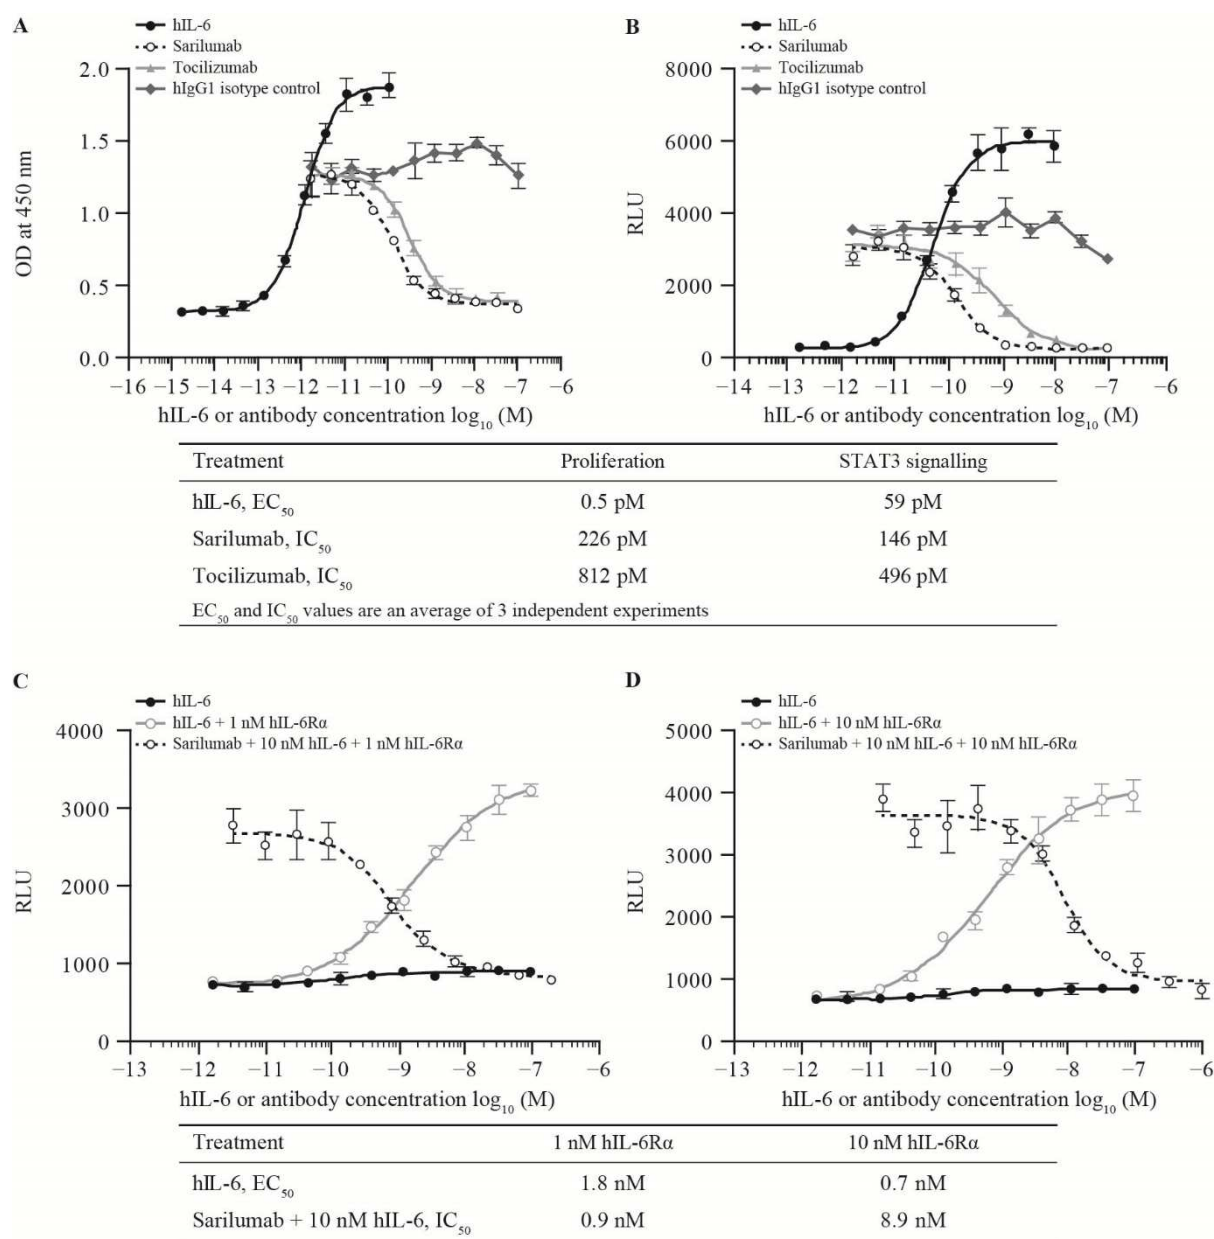 A
hIL-6
Sarilumab
Tocilizumab
hIgG1 isotype control
2.0
1.5
1.0
0.5
0.0
OD at 450 nm
−16 −15 −14 −13 −12 −11 −10 −9 −8 −7 −6
hIL-6 or antibody concentration log₁₀ (M)
B
hIL-6
Sarilumab
Tocilizumab
hIgG1 isotype control
8000
6000
4000
2000
0
RLU
−14 −13 −12 −11 −10 −9 −8 −7 −6
hIL-6 or antibody concentration log₁₀ (M)
Treatment Proliferation STAT3 signalling
hIL-6, EC₅₀ 0.5 pM 59 pM
Sarilumab, IC₅₀ 226 pM 146 pM
Tocilizumab, IC₅₀ 812 pM 496 pM
EC₅₀ and IC₅₀ values are an average of 3 independent experiments
C
hIL-6
hIL-6 + 1 nM hIL-6Rα
Sarilumab + 10 nM hIL-6 + 1 nM hIL-6Rα
4000
3000
2000
1000
0
RLU
−13 −12 −11 −10 −9 −8 −7 −6
hIL-6 or antibody concentration log₁₀ (M)
D
hIL-6
hIL-6 + 10 nM hIL-6Rα
Sarilumab + 10 nM hIL-6 + 10 nM hIL-6Rα
5000
4000
3000
2000
1000
0
RLU
−13 −12 −11 −10 −9 −8 −7 −6
hIL-6 or antibody concentration log₁₀ (M)
Treatment 1 nM hIL-6Rα 10 nM hIL-6Rα
hIL-6, EC₅₀ 1.8 nM 0.7 nM
Sarilumab + 10 nM hIL-6, IC₅₀ 0.9 nM 8.9 nM